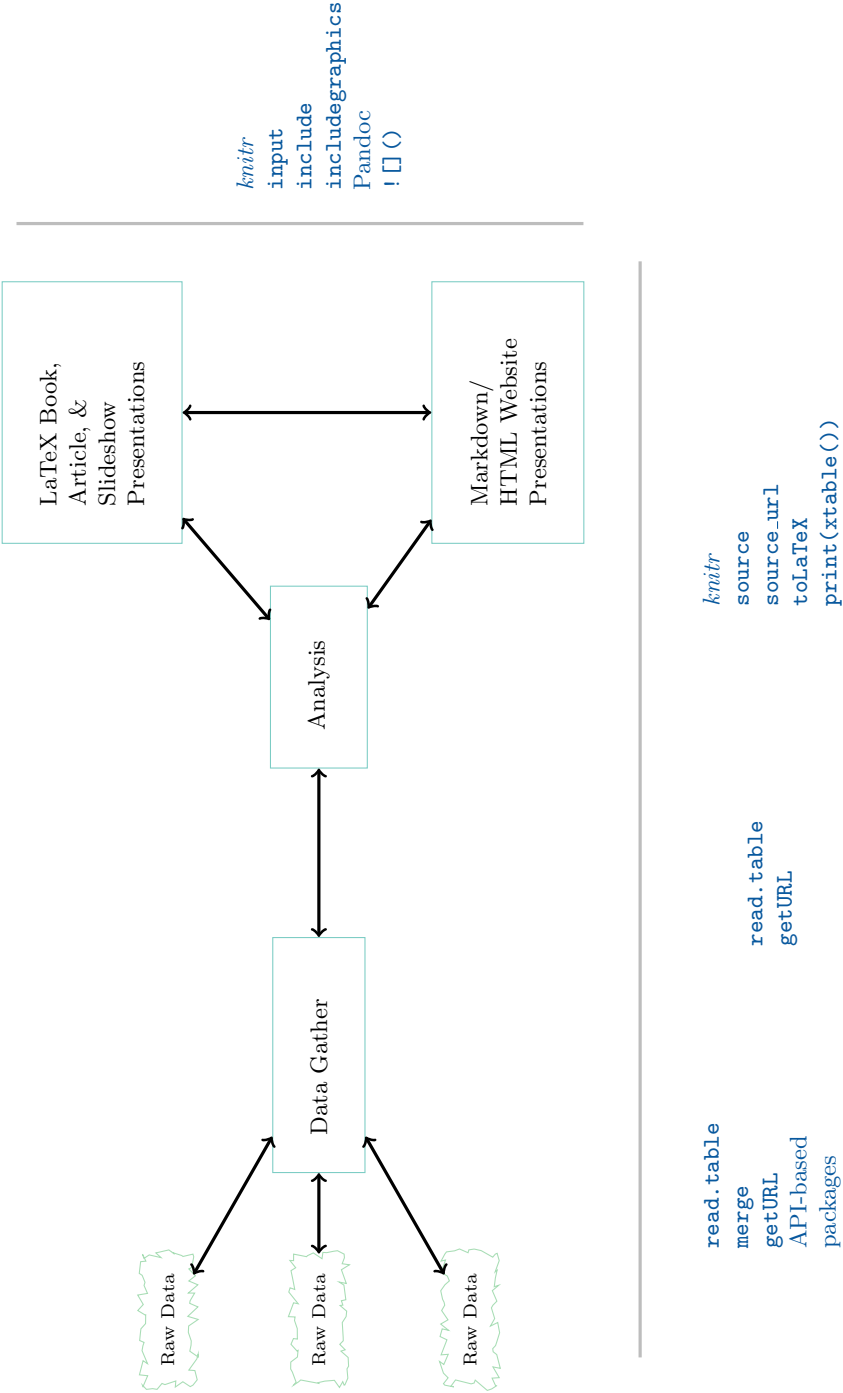 Raw Data
Raw Data
Raw Data
Data Gather
Analysis
LaTeX Book,
Article, &
Slideshow
Presentations
Markdown/
HTML Website
Presentations
knitr
input
include
includegraphics
Pandoc
![]()
read.table
merge
getURL
API-based
packages
read.table
getURL
knitr
source
source_url
toLaTeX
print(xtable())